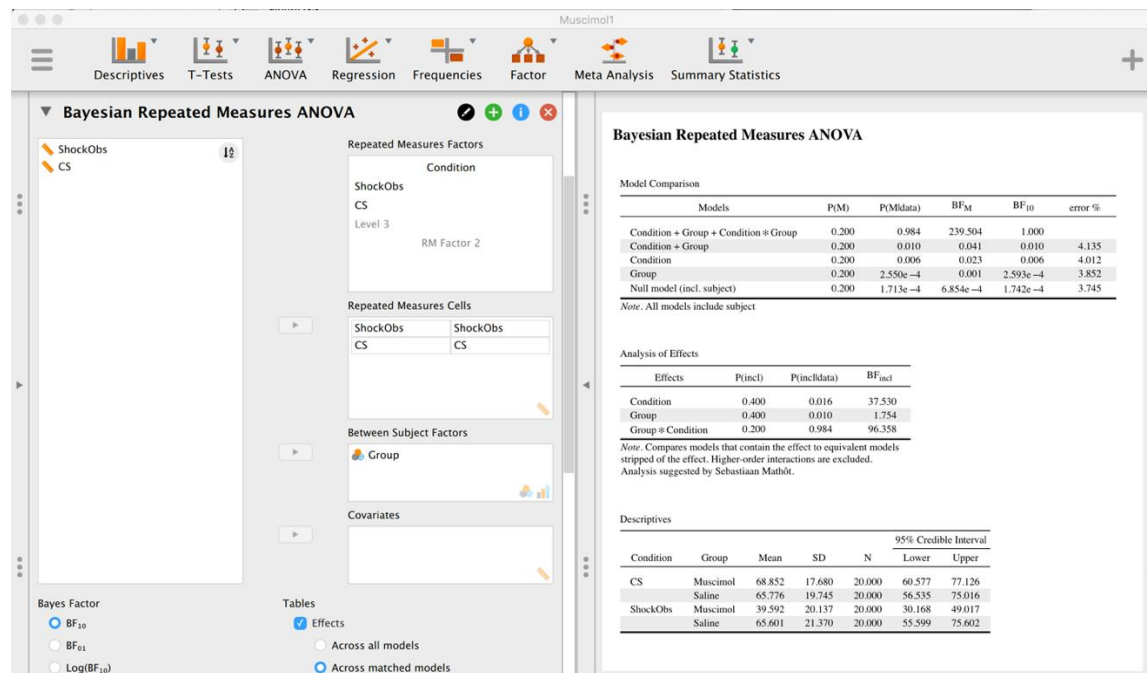 Muscimol1
Descriptives T-Tests ANOVA Regression Frequencies Factor Meta Analysis Summary Statistics
Bayesian Repeated Measures ANOVA
ShockObs
CS
Repeated Measures Factors
Condition
ShockObs
CS
Level 3
RM Factor 2
Repeated Measures Cells
ShockObs ShockObs
CS CS
Between Subject Factors
Group
Covariates
Bayes Factor
BF₁₀
BF₀₁
Log(BF₁₀)
Tables
Effects
Across all models
Across matched models
Bayesian Repeated Measures ANOVA
Model Comparison
Models P(M) P(M|data) BF_M BF₁₀ error %
Condition + Group + Condition ∗ Group 0.200 0.984 239.504 1.000
Condition + Group 0.200 0.010 0.041 0.010 4.135
Condition 0.200 0.006 0.023 0.006 4.012
Group 0.200 2.550e −4 0.001 2.593e −4 3.852
Null model (incl. subject) 0.200 1.713e −4 6.854e −4 1.742e −4 3.745
Note. All models include subject
Analysis of Effects
Effects P(incl) P(incl|data) BF_incl
Condition 0.400 0.016 37.530
Group 0.400 0.010 1.754
Group ∗ Condition 0.200 0.984 96.358
Note. Compares models that contain the effect to equivalent models
stripped of the effect. Higher-order interactions are excluded.
Analysis suggested by Sebastiaan Mathôt.
Descriptives
95% Credible Interval
Condition Group Mean SD N Lower Upper
CS Muscimol 68.852 17.680 20.000 60.577 77.126
Saline 65.776 19.745 20.000 56.535 75.016
ShockObs Muscimol 39.592 20.137 20.000 30.168 49.017
Saline 65.601 21.370 20.000 55.599 75.602